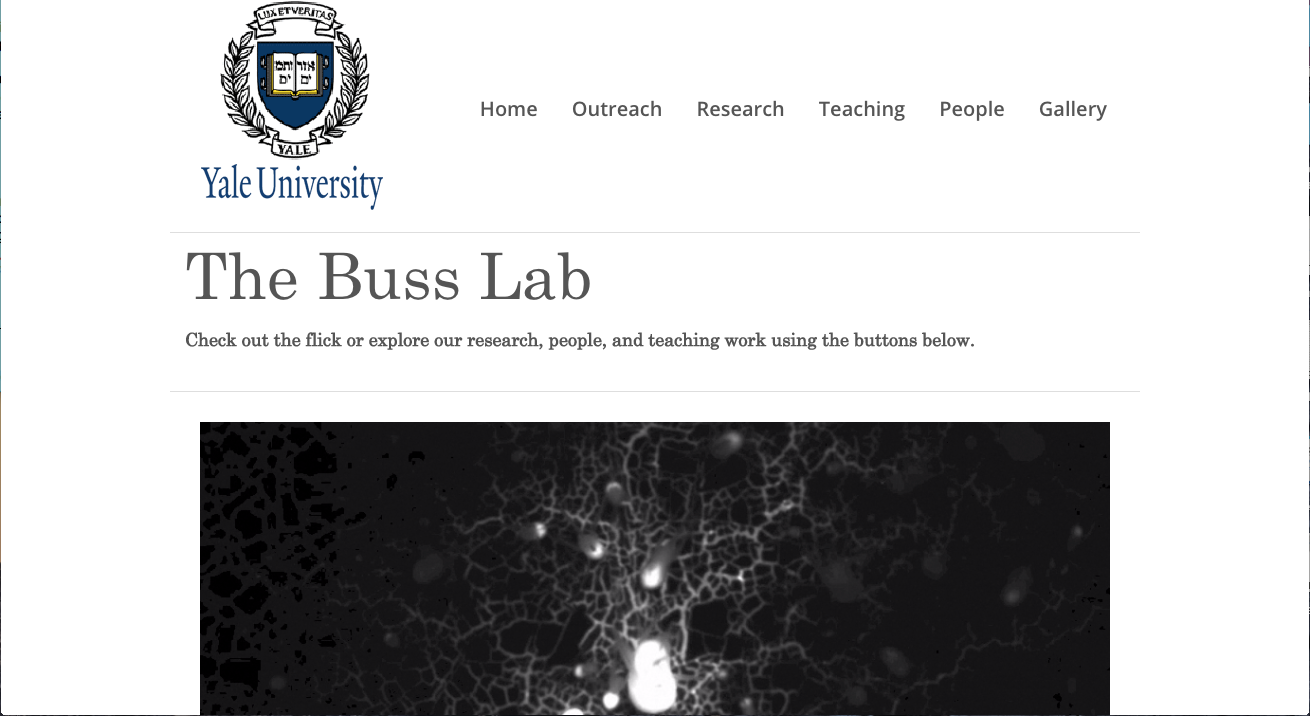 LUX ET VERITAS
אורים
ותמים
YALE
Yale University
Home Outreach Research Teaching People Gallery
The Buss Lab
Check out the flick or explore our research, people, and teaching work using the buttons below.